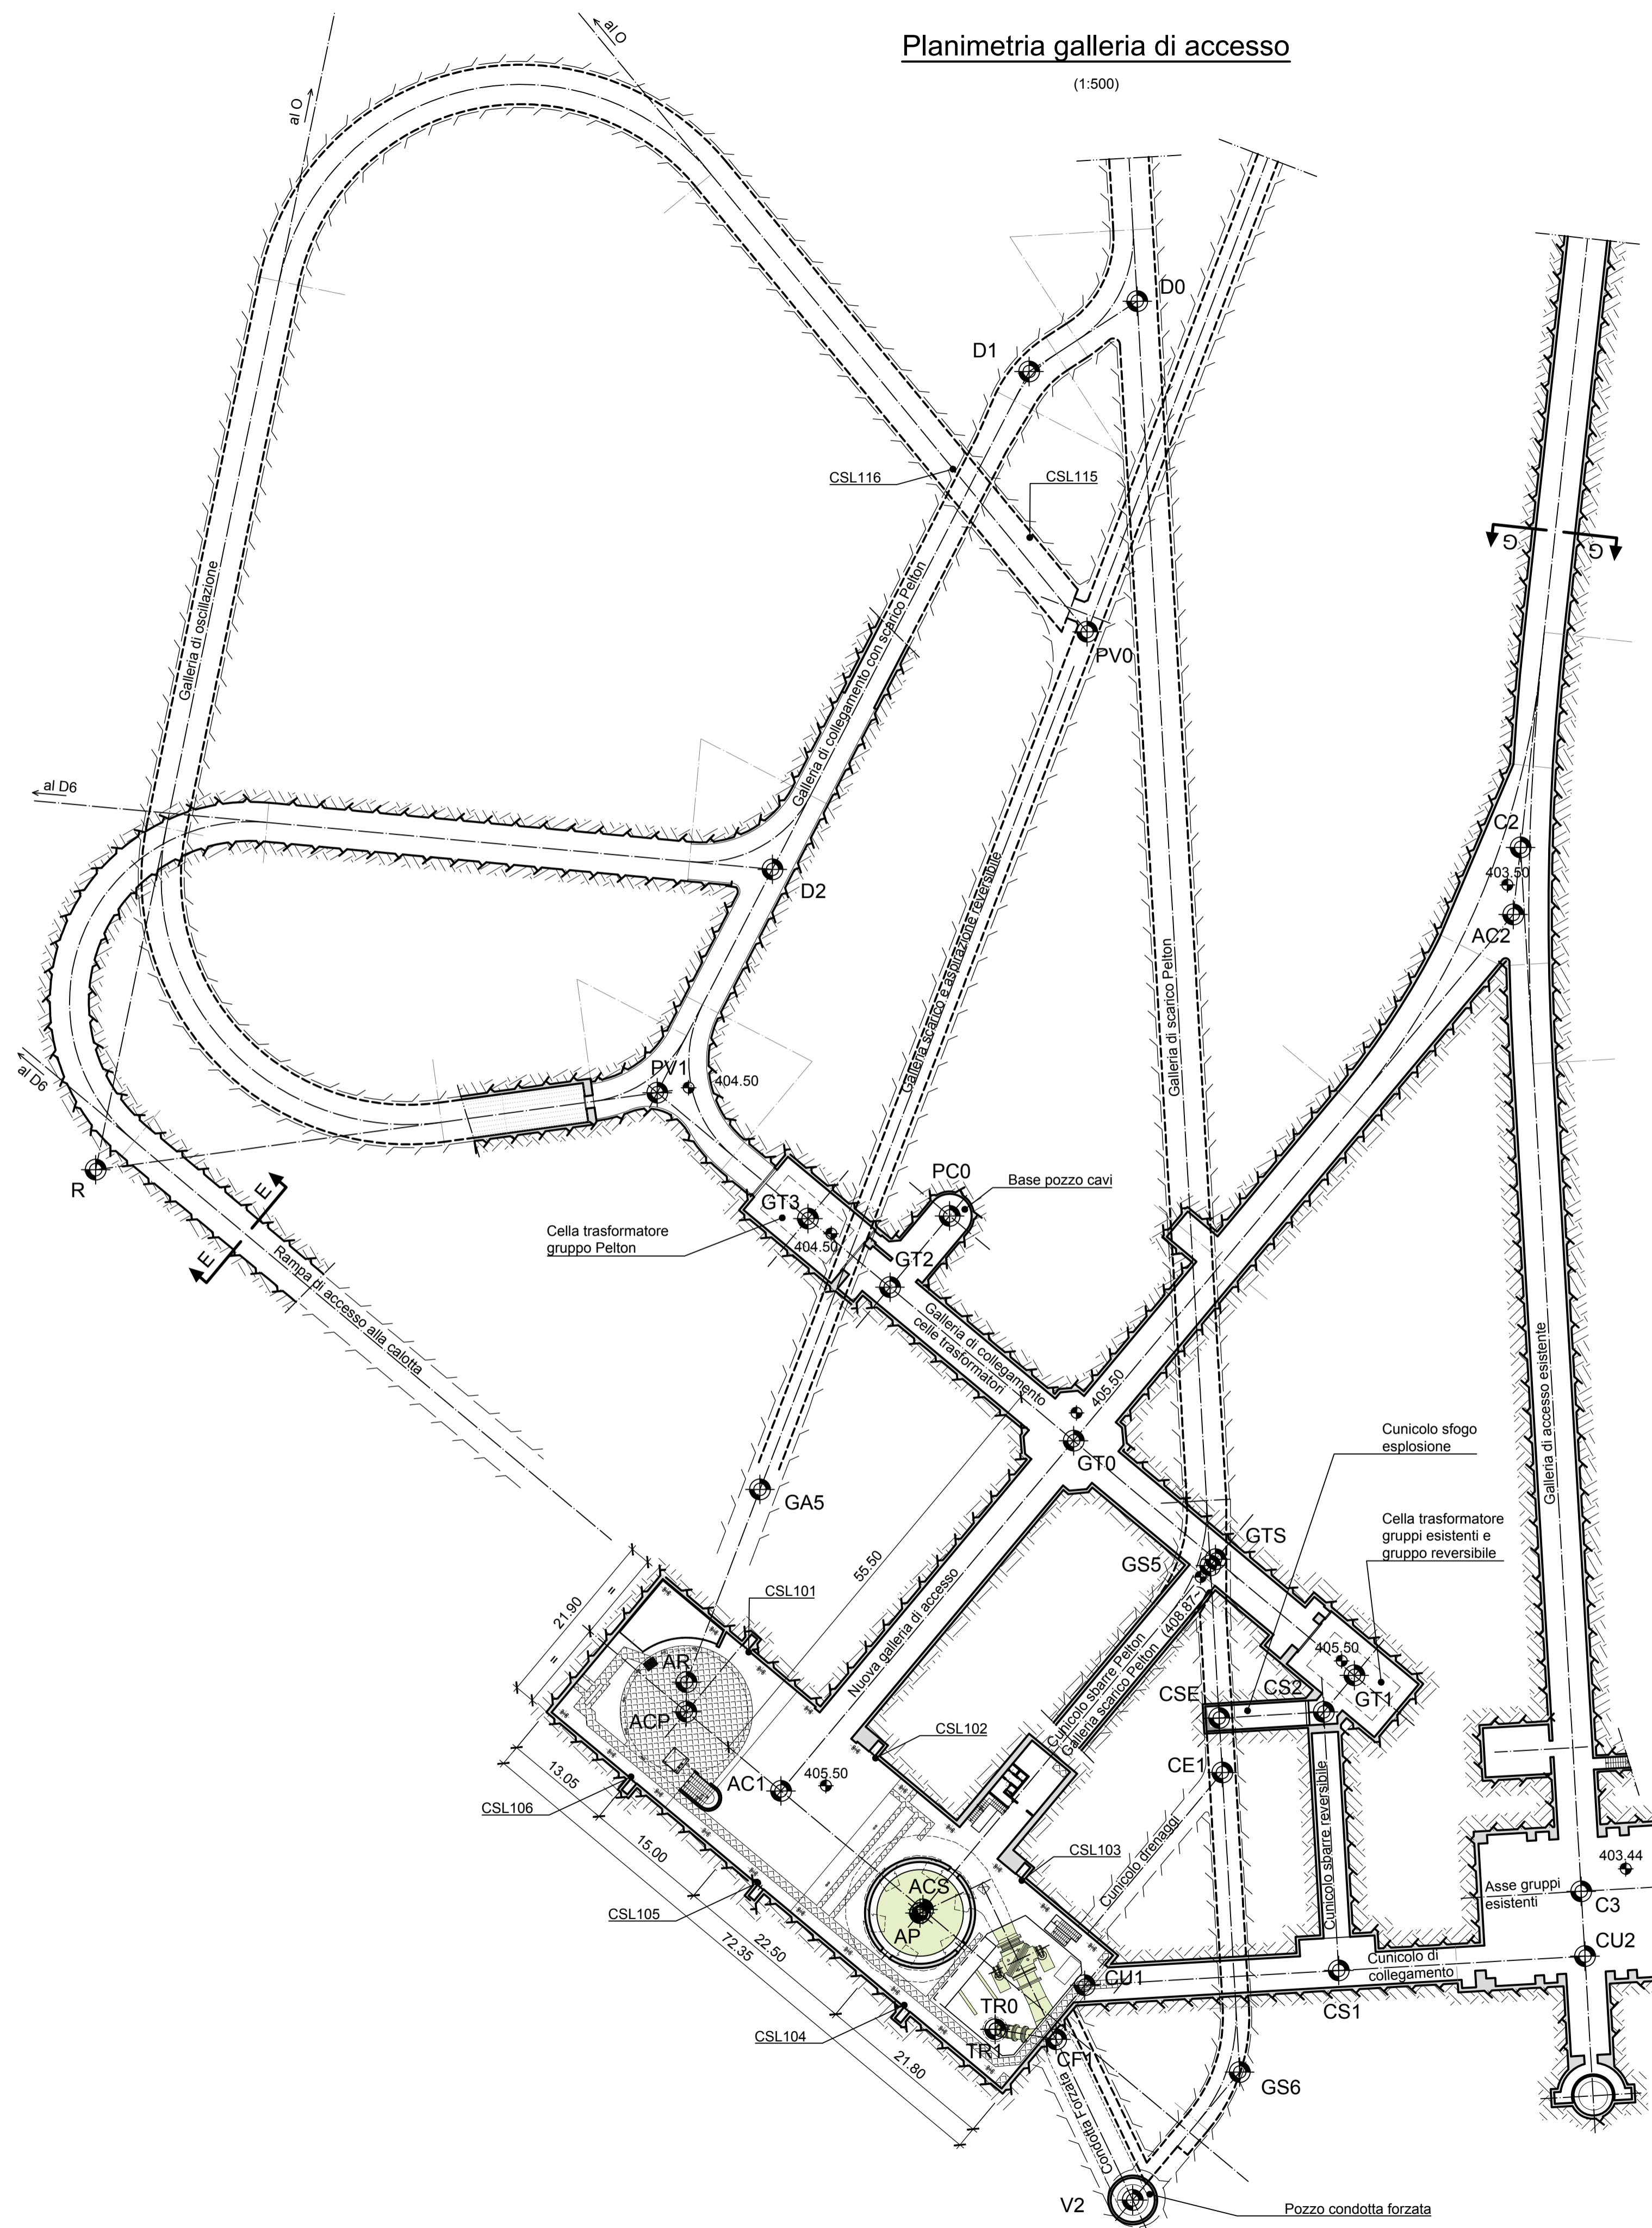 Planimetria galleria di accesso
(1:500)
al O
al O
D0
D1
CSL116
CSL115
G
G
PV0
Galleria di oscillazione
Galleria di collegamento con scarico Pelton
al D6
D2
C2
403.50
AC2
Galleria scarico e aspirazione reversibile
Galleria di scarico Pelton
al D6
PV1
404.50
R
E
E
Rampa di accesso alla calotta
PC0
Base pozzo cavi
GT3
404.50
Cella trasformatore
gruppo Pelton
GT2
Galleria di collegamento
celle trasformatori
405.50
GT0
Galleria di accesso esistente
Cunicolo sfogo
esplosione
GA5
Cella trasformatore
gruppi esistenti e
gruppo reversibile
GTS
GS5
(408.87~)
55.50
21.90
=
=
CSL101
Nuova galleria di accesso
Cunicolo sbarre Pelton
Galleria scarico Pelton
405.50
GT1
CS2
CSE
AR
ACP
CSL102
AC1
405.50
CE1
13.05
CSL106
Cunicolo sbarre reversibile
15.00
CSL103
Cunicolo drenaggi
403.44
Asse gruppi
esistenti
C3
ACS
AP
CSL105
22.50
72.35
CU2
Cunicolo di
collegamento
CU1
CS1
TR0
TR1
CSL104
CF1
21.80
Condotta Forzata
GS6
V2
Pozzo condotta forzata